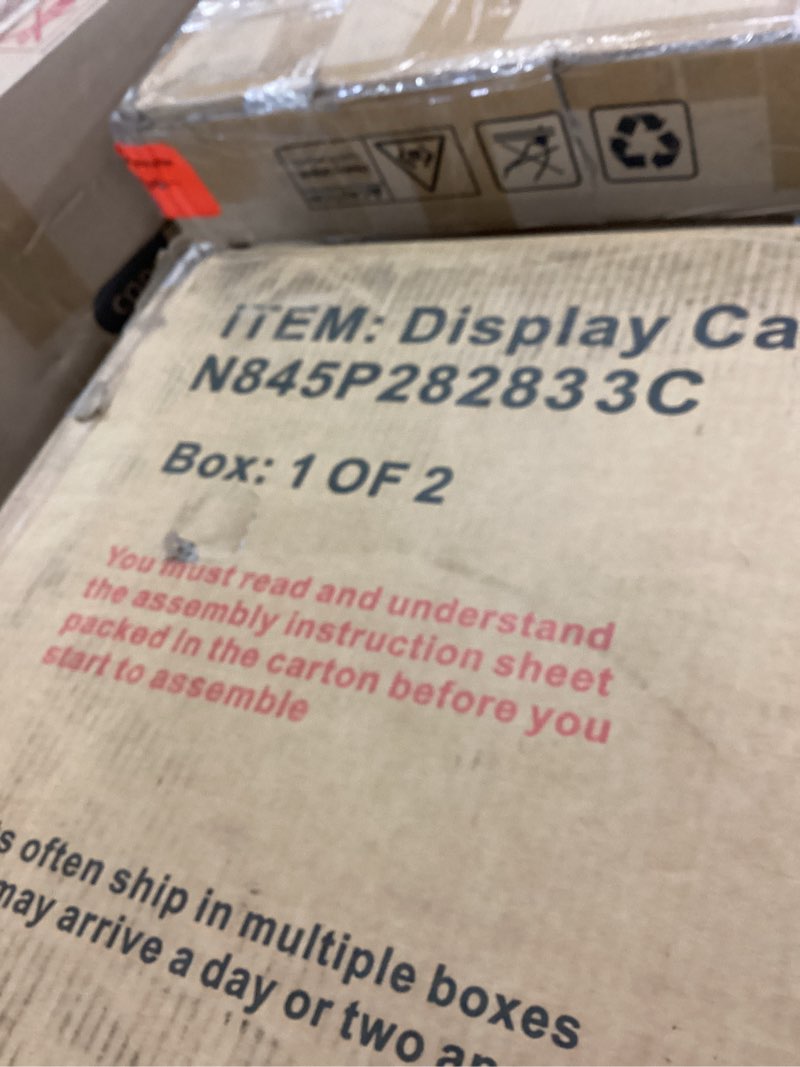 ITEM: Display Ca
N845P282833C
Box: 1 OF 2
You must read and understand
the assembly instruction sheet
packed in the carton before you
start to assemble
s often ship in multiple boxes
may arrive a day or two an